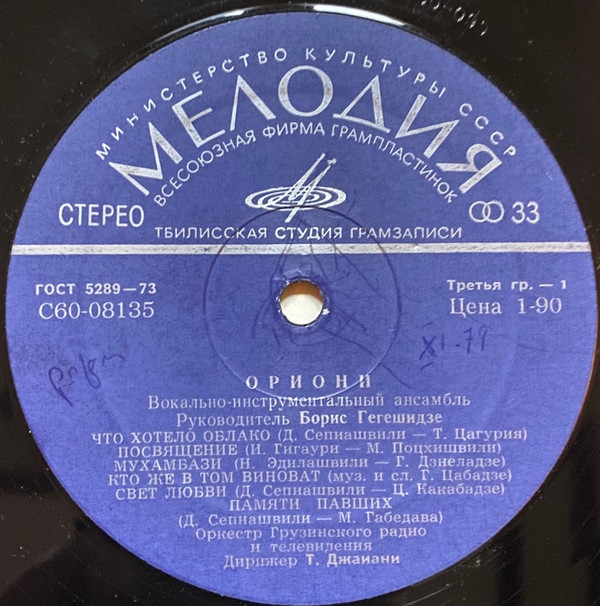 МИНИСТЕРСТВО КУЛЬТУРЫ СССР
МЕЛОДИЯ
ВСЕСОЮЗНАЯ ФИРМА ГРАМПЛАСТИНОК
СТЕРЕО
33
ТБИЛИССКАЯ СТУДИЯ ГРАМЗАПИСИ
ГОСТ 5289—73
Третья гр. — 1
С60-08135
Цена 1-90
XI-79
ОРИОНИ
Вокально-инструментальный ансамбль
Руководитель Борис Гегешидзе
ЧТО ХОТЕЛО ОБЛАКО (Д. Сепиашвили — Т. Цагурия)
ПОСВЯЩЕНИЕ (И. Гигаури — М. Поцхишвили)
МУХАМБАЗИ (Н. Эдилашвили — Г. Дзнеладзе)
КТО ЖЕ В ТОМ ВИНОВАТ (муз. и сл. Г. Цабадзе)
СВЕТ ЛЮБВИ (Д. Сепиашвили — Ц. Какабадзе)
ПАМЯТИ ПАВШИХ
(Д. Сепиашвили — М. Габедава)
Оркестр Грузинского радио
и телевидения
Дирижер Т. Джаиани